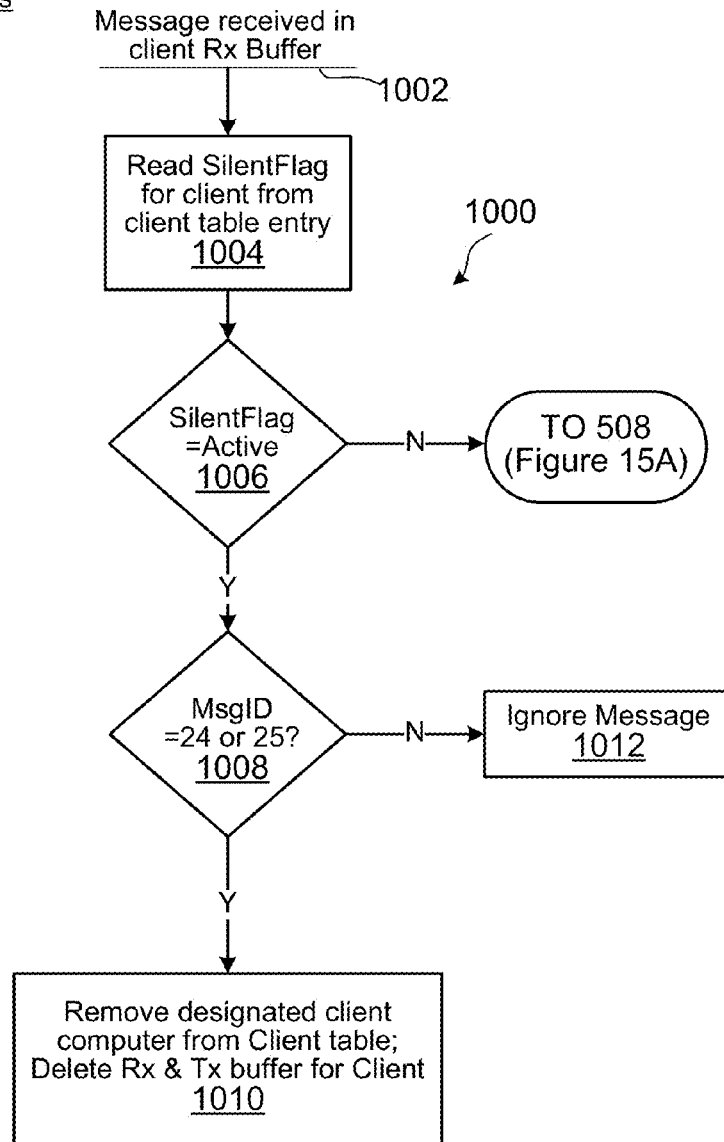 Message received in
client Rx Buffer
1002
Read SilentFlag
for client from
client table entry
1004
1000
SilentFlag
=Active
1006
N
TO 508
(Figure 15A)
Y
MsgID
=24 or 25?
1008
N
Ignore Message
1012
Y
Remove designated client
computer from Client table;
Delete Rx & Tx buffer for Client
1010